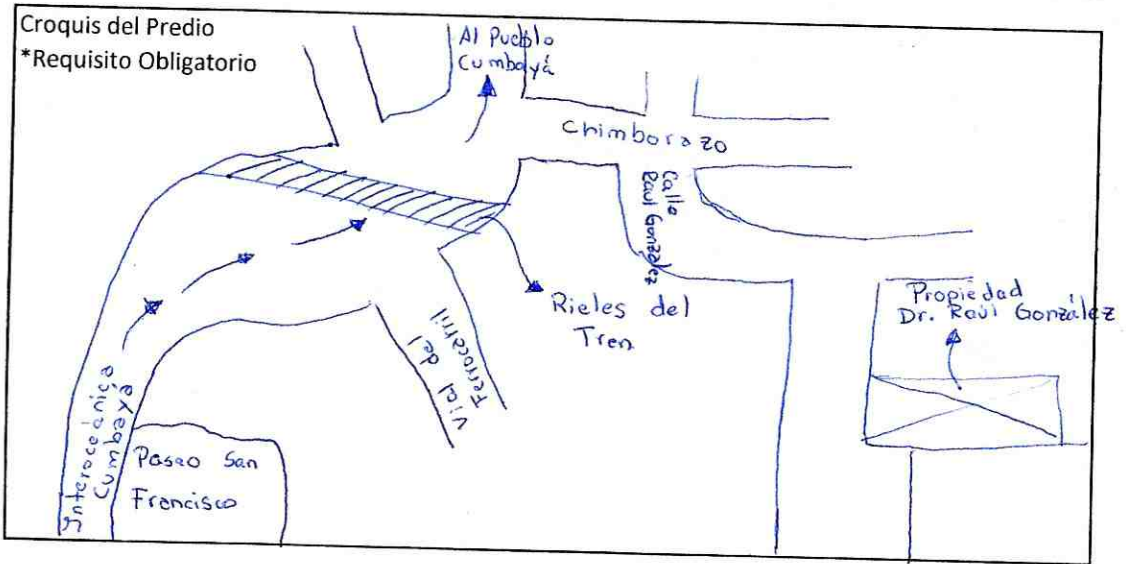 Croquis del Predio
*Requisito Obligatorio
Al Pueblo
Cumbayá
Chimborazo
Calle
Raúl González
Rieles del
Tren
Vial del
Ferrocarril
Propiedad
Dr. Raúl González
Interoceánica
Cumbayá
Paseo San
Francisco